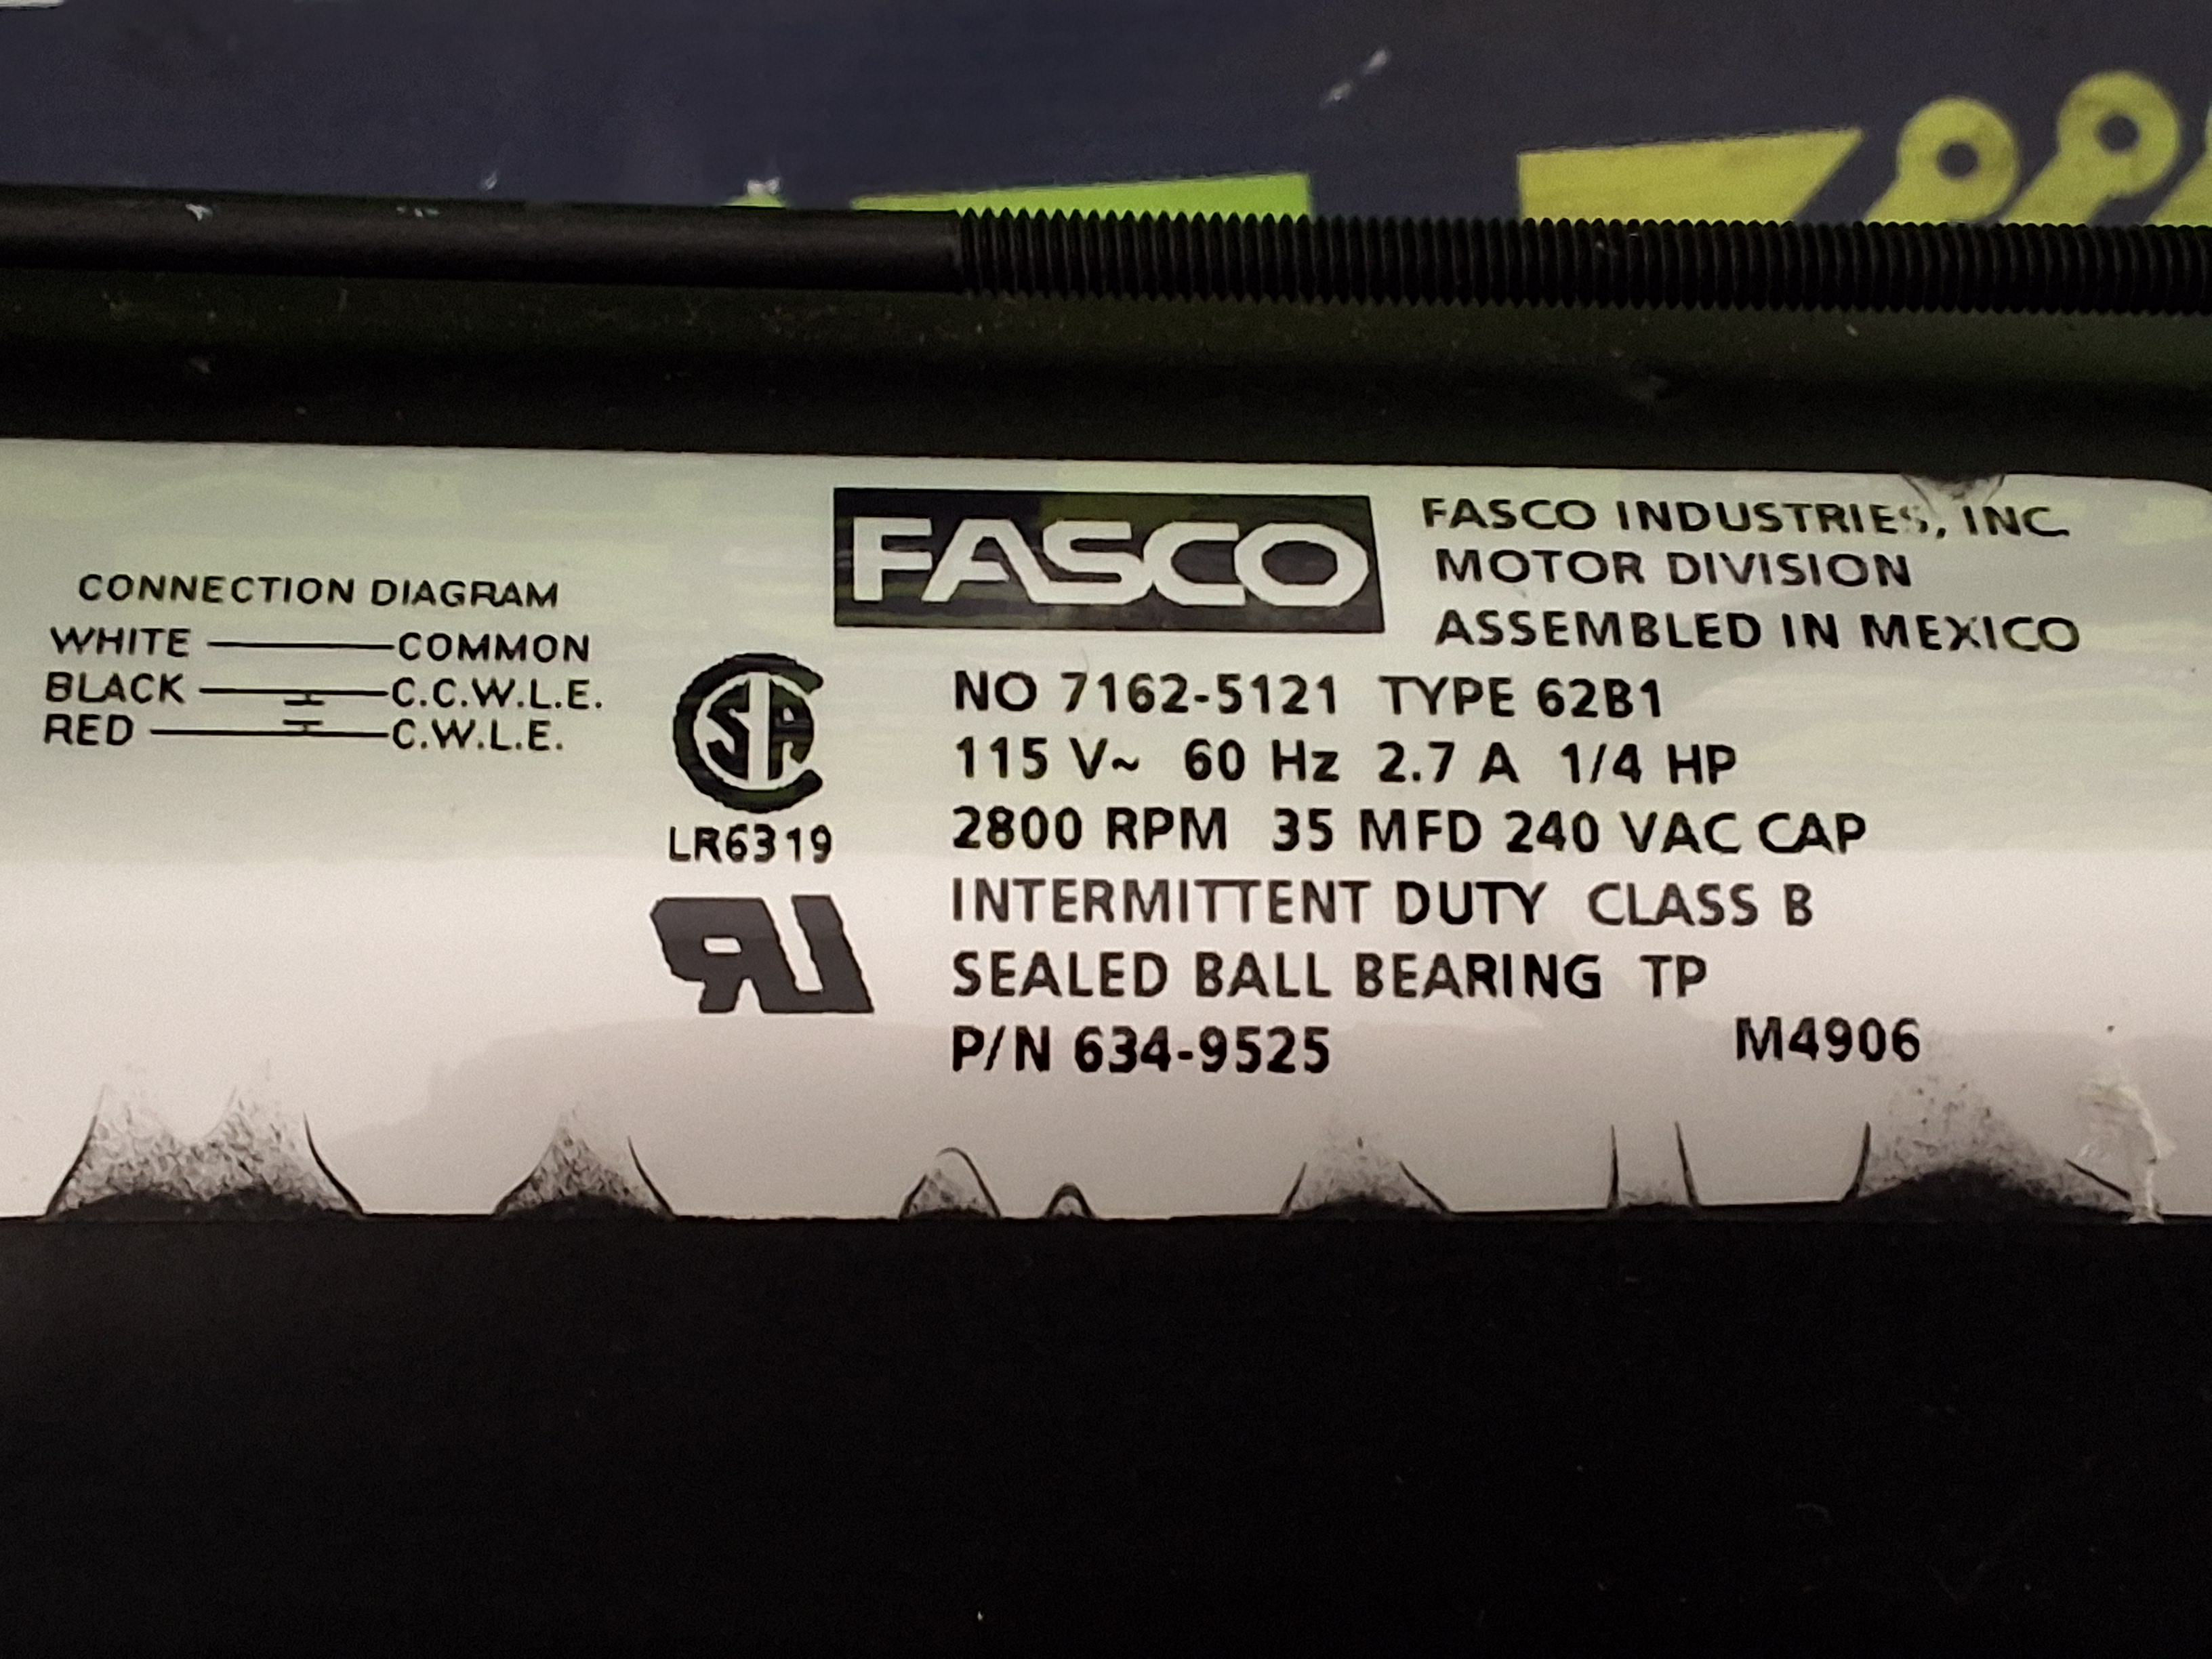 CONNECTION DIAGRAM
WHITE COMMON
BLACK C.C.W.L.E.
RED C.W.L.E.
SA
LR6319
RU
FASCO
FASCO INDUSTRIES, INC.
MOTOR DIVISION
ASSEMBLED IN MEXICO
NO 7162-5121 TYPE 62B1
115 V~ 60 Hz 2.7 A 1/4 HP
2800 RPM 35 MFD 240 VAC CAP
INTERMITTENT DUTY CLASS B
SEALED BALL BEARING TP
P/N 634-9525 M4906